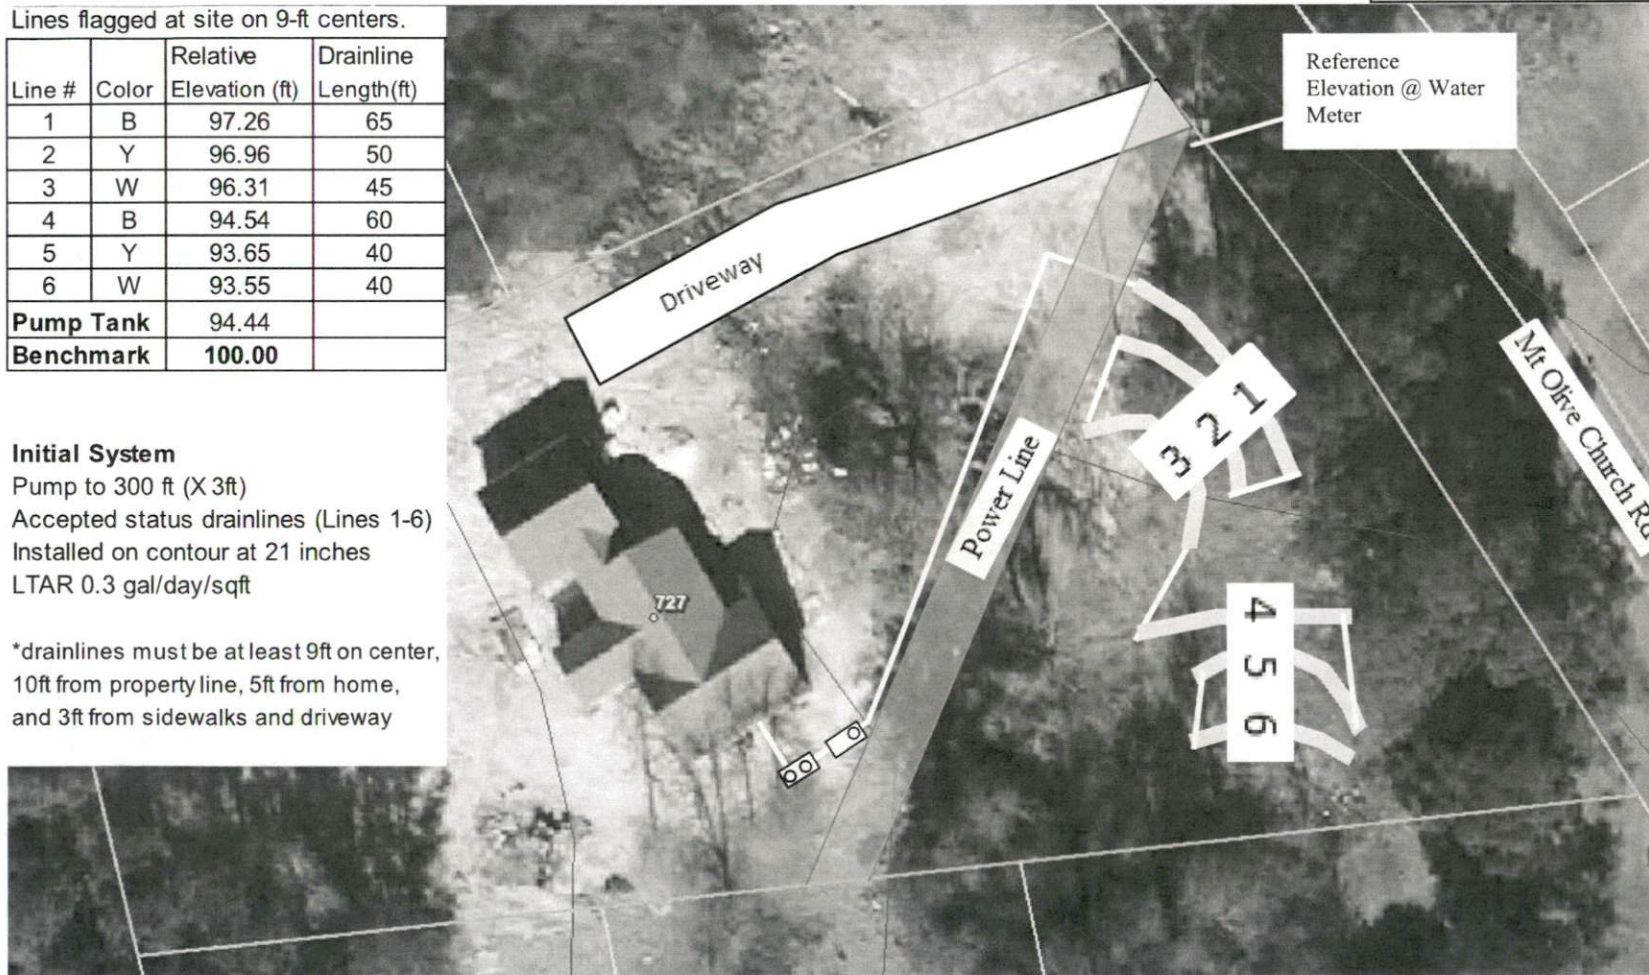 Lines flagged at site on 9-ft centers.
Line # Color Relative Elevation (ft) Drainline Length(ft)
1 B 97.26 65
2 Y 96.96 50
3 W 96.31 45
4 B 94.54 60
5 Y 93.65 40
6 W 93.55 40
Pump Tank 94.44
Benchmark 100.00
Initial System
Pump to 300 ft (X 3ft)
Accepted status drainlines (Lines 1-6)
Installed on contour at 21 inches
LTAR 0.3 gal/day/sqft
*drainlines must be at least 9ft on center,
10ft from property line, 5ft from home,
and 3ft from sidewalks and driveway
Reference
Elevation @ Water
Meter
Driveway
Power Line
Mt Olive Church Rd
727
1
2
3
4
5
6